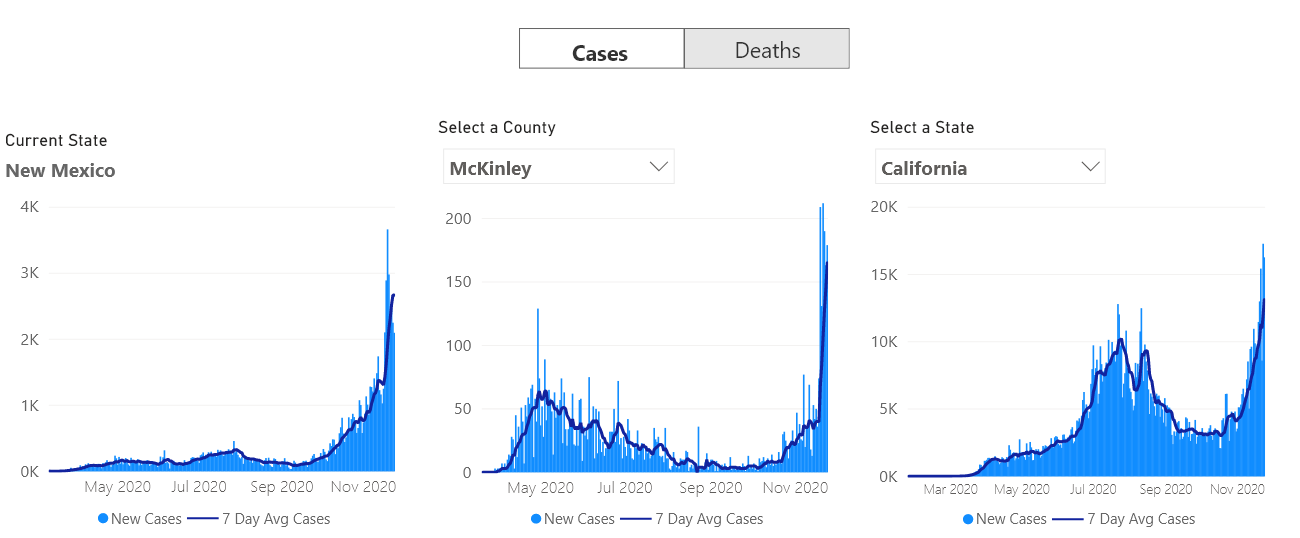 Cases Deaths
Current State
New Mexico
4K
3K
2K
1K
0K
May 2020 Jul 2020 Sep 2020 Nov 2020
New Cases 7 Day Avg Cases
Select a County
McKinley
200
150
100
50
0
May 2020 Jul 2020 Sep 2020 Nov 2020
New Cases 7 Day Avg Cases
Select a State
California
20K
15K
10K
5K
0K
Mar 2020 May 2020 Jul 2020 Sep 2020 Nov 2020
New Cases 7 Day Avg Cases